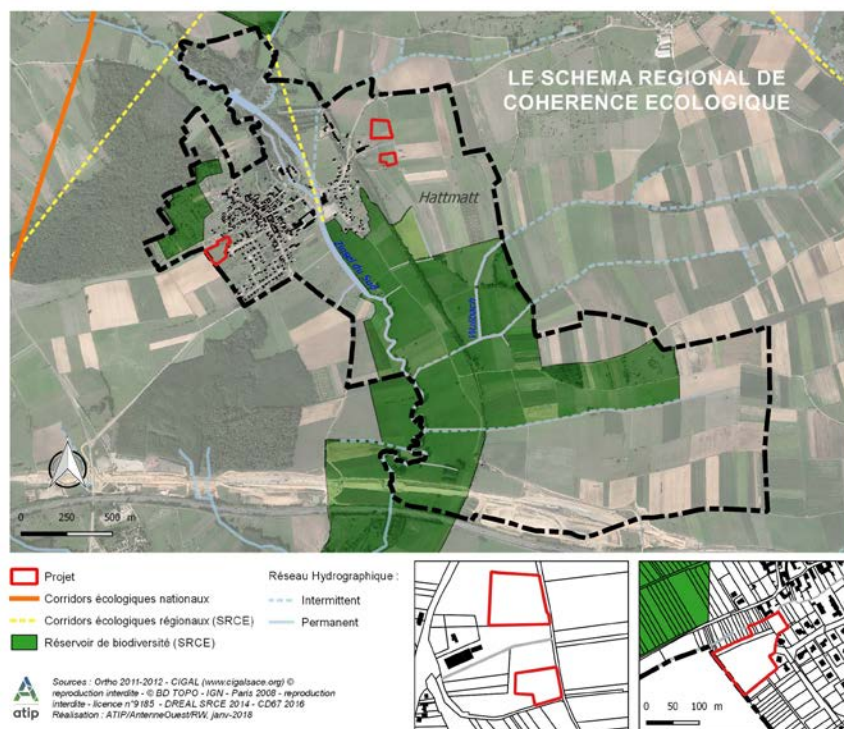 LE SCHEMA REGIONAL DE
COHERENCE ECOLOGIQUE
Hattmatt
Zinsel du Sud
0 250 500 m
Projet
Corridors écologiques nationaux
Corridors écologiques régionaux (SRCE)
Réservoir de biodiversité (SRCE)
Réseau Hydrographique :
Intermittent
Permanent
0 50 100 m
atip
Sources : Ortho 2011-2012 - CIGAL (www.cigalsace.org) ©
reproduction interdite - © BD TOPO - IGN - Paris 2008 - reproduction
interdite - licence n°9185 - DREAL SRCE 2014 - CD67 2016
Réalisation : ATIP/AntenneOuest/RW, janv-2018